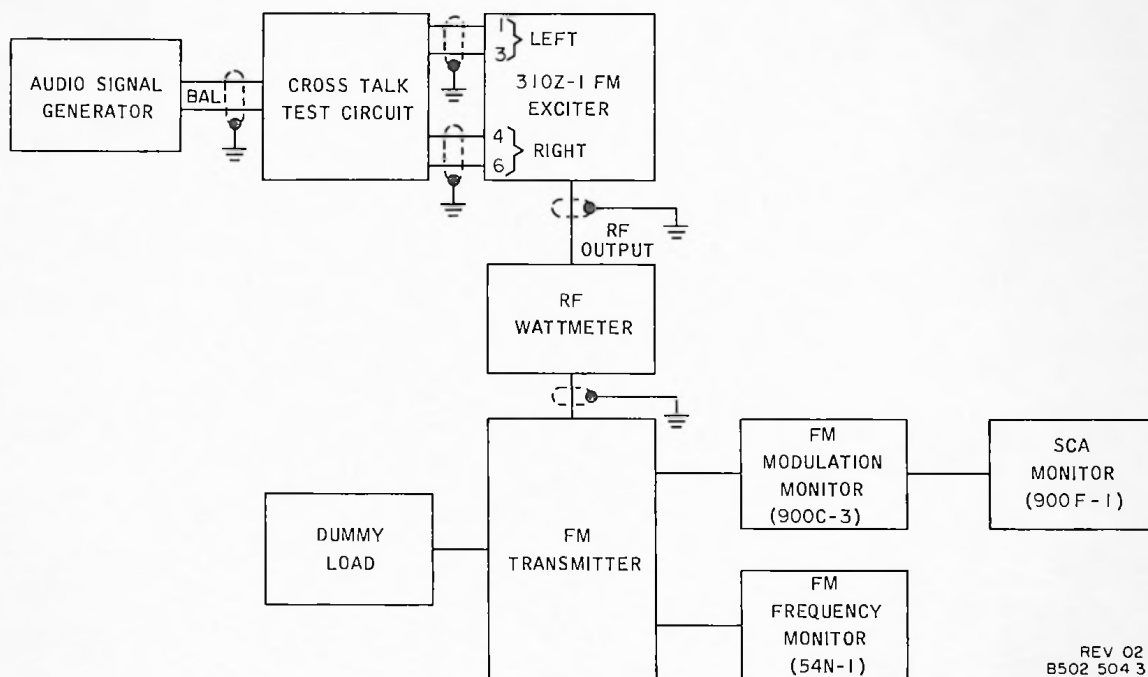 AUDIO SIGNAL
GENERATOR
BAL
CROSS TALK
TEST CIRCUIT
1
3
LEFT
310Z-1 FM
EXCITER
4
6
RIGHT
RF
OUTPUT
RF
WATTMETER
FM
TRANSMITTER
DUMMY
LOAD
FM
MODULATION
MONITOR
(900C-3)
SCA
MONITOR
(900F-1)
FM
FREQUENCY
MONITOR
(54N-1)
REV 02
B502 504 3